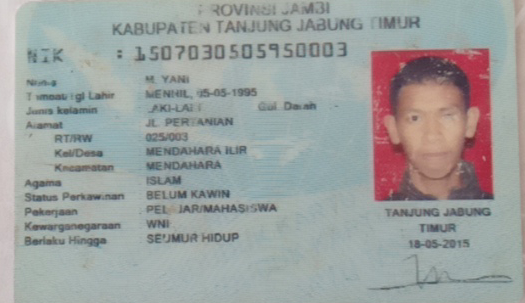 PROVINSI JAMBI
KABUPATEN TANJUNG JABUNG TIMUR
NIK : 1507030505950003
Nama M. YANI
Tempat/Tgl Lahir 05-05-1995
Jenis kelamin LAKI-LAKI Gol. Darah
Alamat JL. PERTANIAN
RT/RW 025/003
Kel/Desa MENDAHARA ILIR
Kecamatan MENDAHARA
Agama ISLAM
Status Perkawinan BELUM KAWIN
Pekerjaan PELAJAR/MAHASISWA
Kewarganegaraan WNI
Berlaku Hingga SEUMUR HIDUP
TANJUNG JABUNG
TIMUR
18-05-2015